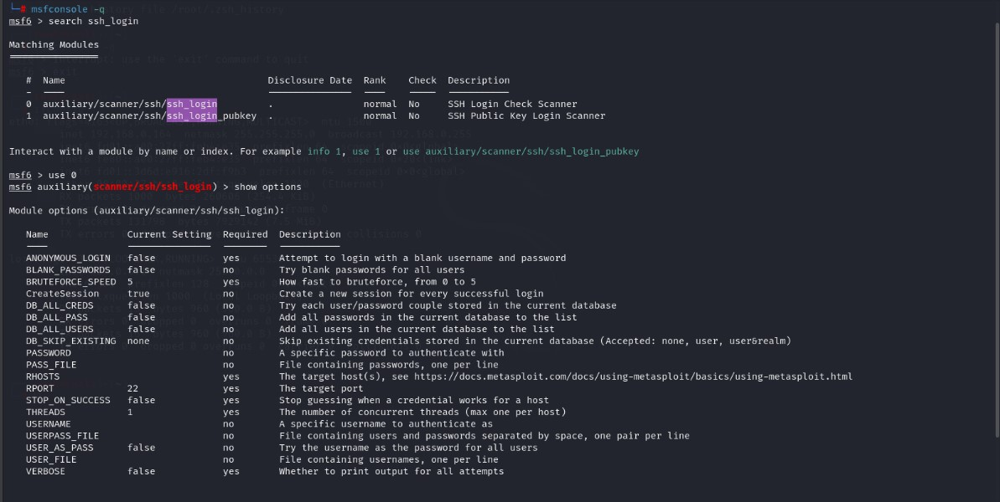 └─# msfconsole -q
msf6 > search ssh_login
Matching Modules
# Name Disclosure Date Rank Check Description
- ---- --------------- ---- ----- -----------
0 auxiliary/scanner/ssh/ssh_login . normal No SSH Login Check Scanner
1 auxiliary/scanner/ssh/ssh_login_pubkey . normal No SSH Public Key Login Scanner
Interact with a module by name or index. For example info 1, use 1 or use auxiliary/scanner/ssh/ssh_login_pubkey
msf6 > use 0
msf6 auxiliary(scanner/ssh/ssh_login) > show options
Module options (auxiliary/scanner/ssh/ssh_login):
Name Current Setting Required Description
---- --------------- -------- -----------
ANONYMOUS_LOGIN false yes Attempt to login with a blank username and password
BLANK_PASSWORDS false no Try blank passwords for all users
BRUTEFORCE_SPEED 5 yes How fast to bruteforce, from 0 to 5
CreateSession true no Create a new session for every successful login
DB_ALL_CREDS false no Try each user/password couple stored in the current database
DB_ALL_PASS false no Add all passwords in the current database to the list
DB_ALL_USERS false no Add all users in the current database to the list
DB_SKIP_EXISTING none no Skip existing credentials stored in the current database (Accepted: none, user, user&realm)
PASSWORD no A specific password to authenticate with
PASS_FILE no File containing passwords, one per line
RHOSTS yes The target host(s), see https://docs.metasploit.com/docs/using-metasploit/basics/using-metasploit.html
RPORT 22 yes The target port
STOP_ON_SUCCESS false yes Stop guessing when a credential works for a host
THREADS 1 yes The number of concurrent threads (max one per host)
USERNAME no A specific username to authenticate as
USERPASS_FILE no File containing users and passwords separated by space, one pair per line
USER_AS_PASS false no Try the username as the password for all users
USER_FILE no File containing usernames, one per line
VERBOSE false yes Whether to print output for all attempts